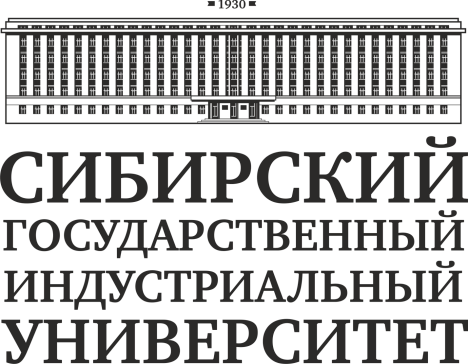 1930
СИБИРСКИЙ
ГОСУДАРСТВЕННЫЙ
ИНДУСТРИАЛЬНЫЙ
УНИВЕРСИТЕТ